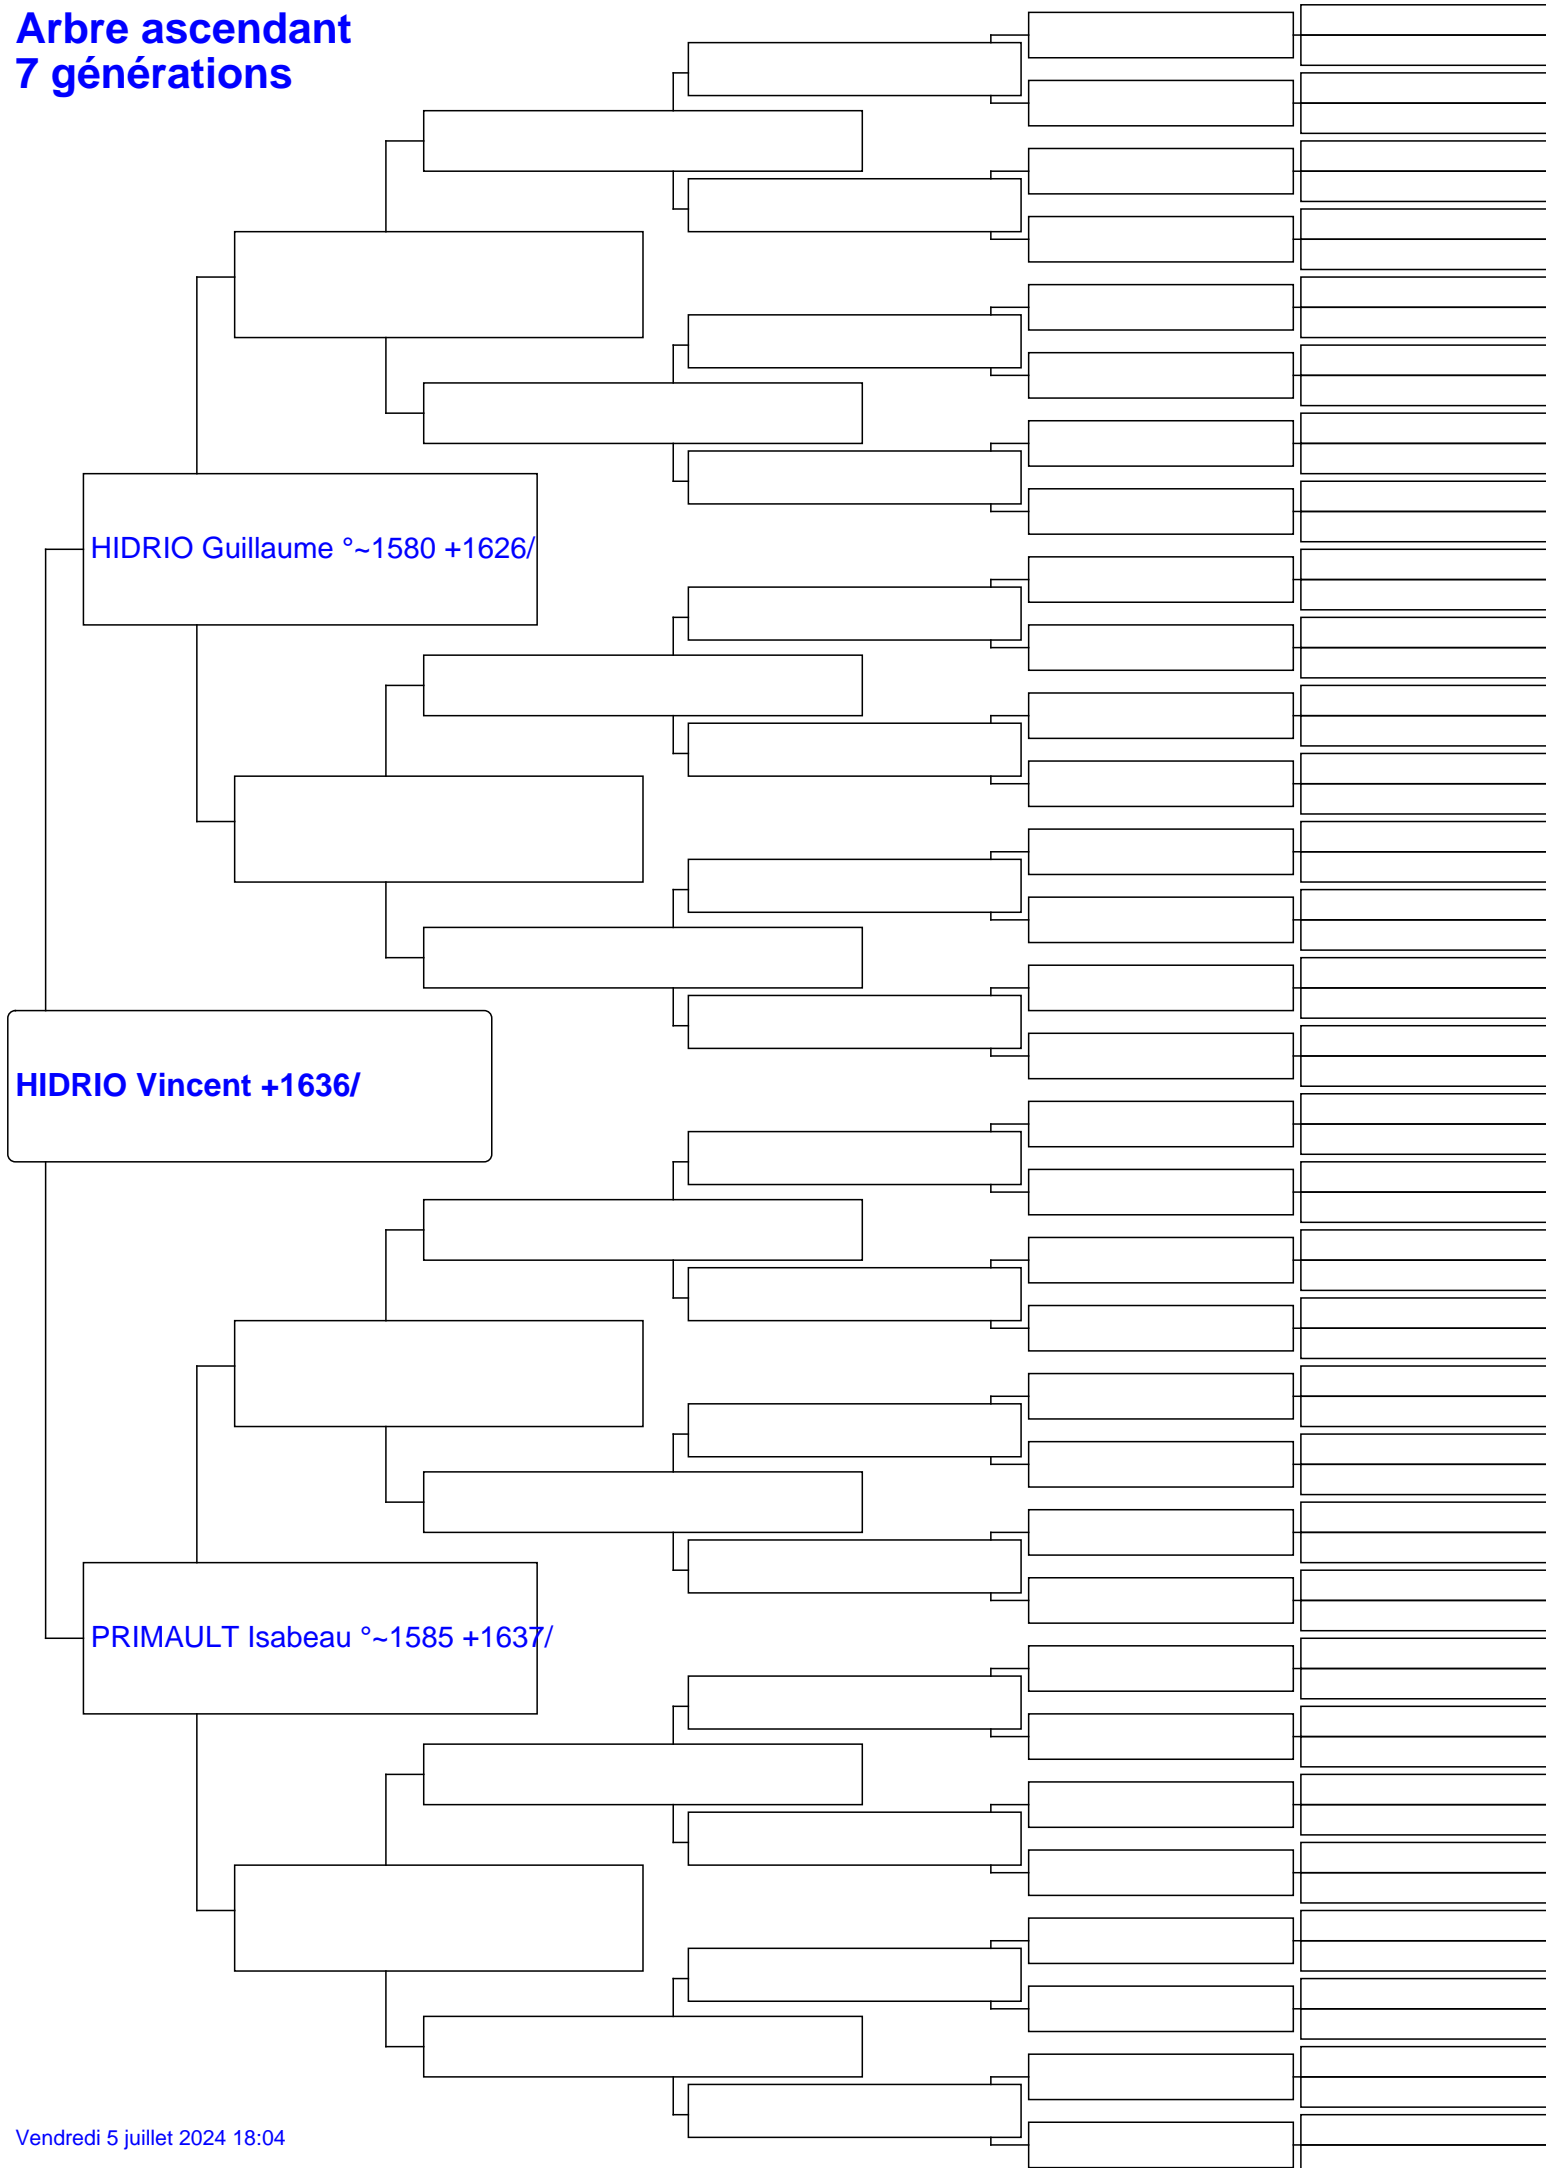 Arbre ascendant
7 générations
HIDRIO Guillaume °~1580 +1626/
HIDRIO Vincent +1636/
PRIMAULT Isabeau °~1585 +1637/
Vendredi 5 juillet 2024 18:04